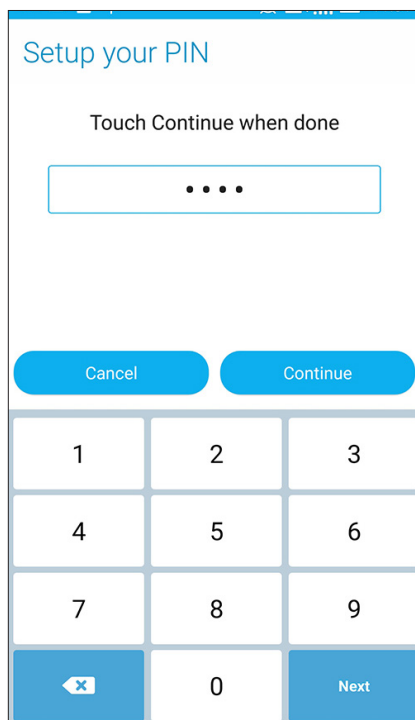 Setup your PIN
Touch Continue when done
••••
Cancel Continue
1 2 3
4 5 6
7 8 9
0 Next